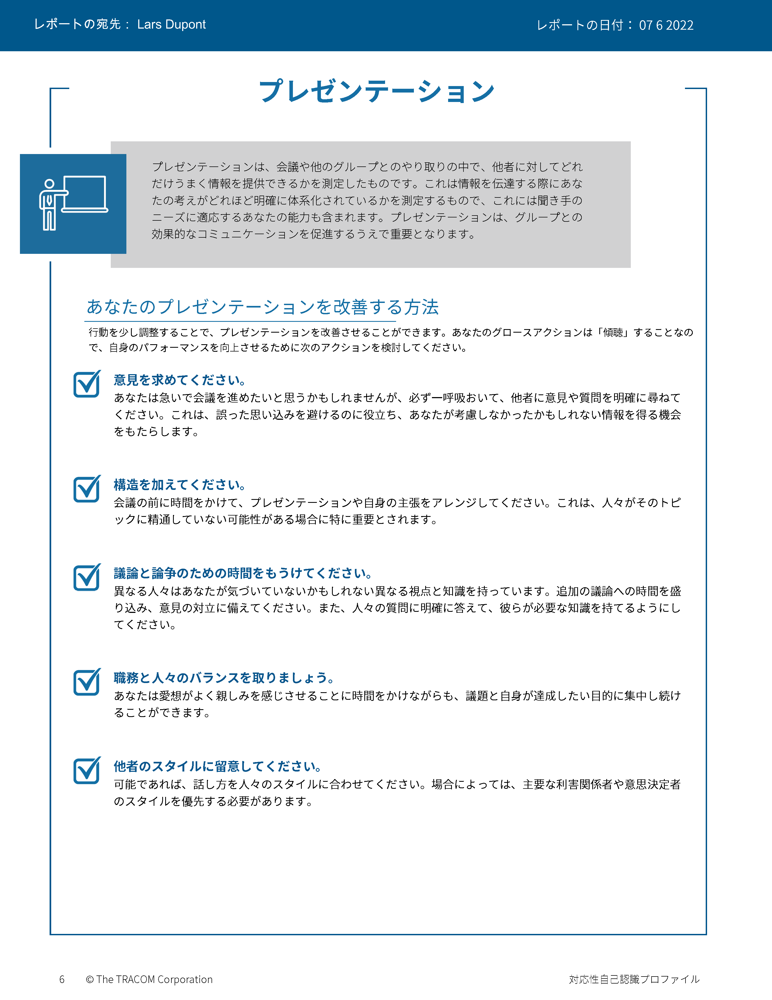 レポートの宛先： Lars Dupont
レポートの日付： 07 6 2022
プレゼンテーション
プレゼンテーションは、会議や他のグループとのやり取りの中で、他者に対してどれ
だけうまく情報を提供できるかを測定したものです。これは情報を伝達する際にあな
たの考えがどれほど明確に体系化されているかを測定するもので、これには聞き手の
ニーズに適応するあなたの能力も含まれます。プレゼンテーションは、グループとの
効果的なコミュニケーションを促進するうえで重要となります。
あなたのプレゼンテーションを改善する方法
行動を少し調整することで、プレゼンテーションを改善させることができます。あなたのグロースアクションは「傾聴」することなの
で、自身のパフォーマンスを向上させるために次のアクションを検討してください。
意見を求めてください。
あなたは急いで会議を進めたいと思うかもしれませんが、必ず一呼吸おいて、他者に意見や質問を明確に尋ねて
ください。これは、誤った思い込みを避けるのに役立ち、あなたが考慮しなかったかもしれない情報を得る機会
をもたらします。
構造を加えてください。
会議の前に時間をかけて、プレゼンテーションや自身の主張をアレンジしてください。これは、人々がそのトピ
ックに精通していない可能性がある場合に特に重要とされます。
議論と論争のための時間をもうけてください。
異なる人々はあなたが気づいていないかもしれない異なる視点と知識を持っています。追加の議論への時間を盛
り込み、意見の対立に備えてください。また、人々の質問に明確に答えて、彼らが必要な知識を持てるようにし
てください。
職務と人々のバランスを取りましょう。
あなたは愛想がよく親しみを感じさせることに時間をかけながらも、議題と自身が達成したい目的に集中し続け
ることができます。
他者のスタイルに留意してください。
可能であれば、話し方を人々のスタイルに合わせてください。場合によっては、主要な利害関係者や意思決定者
のスタイルを優先する必要があります。
6 © The TRACOM Corporation
対応性自己認識プロファイル